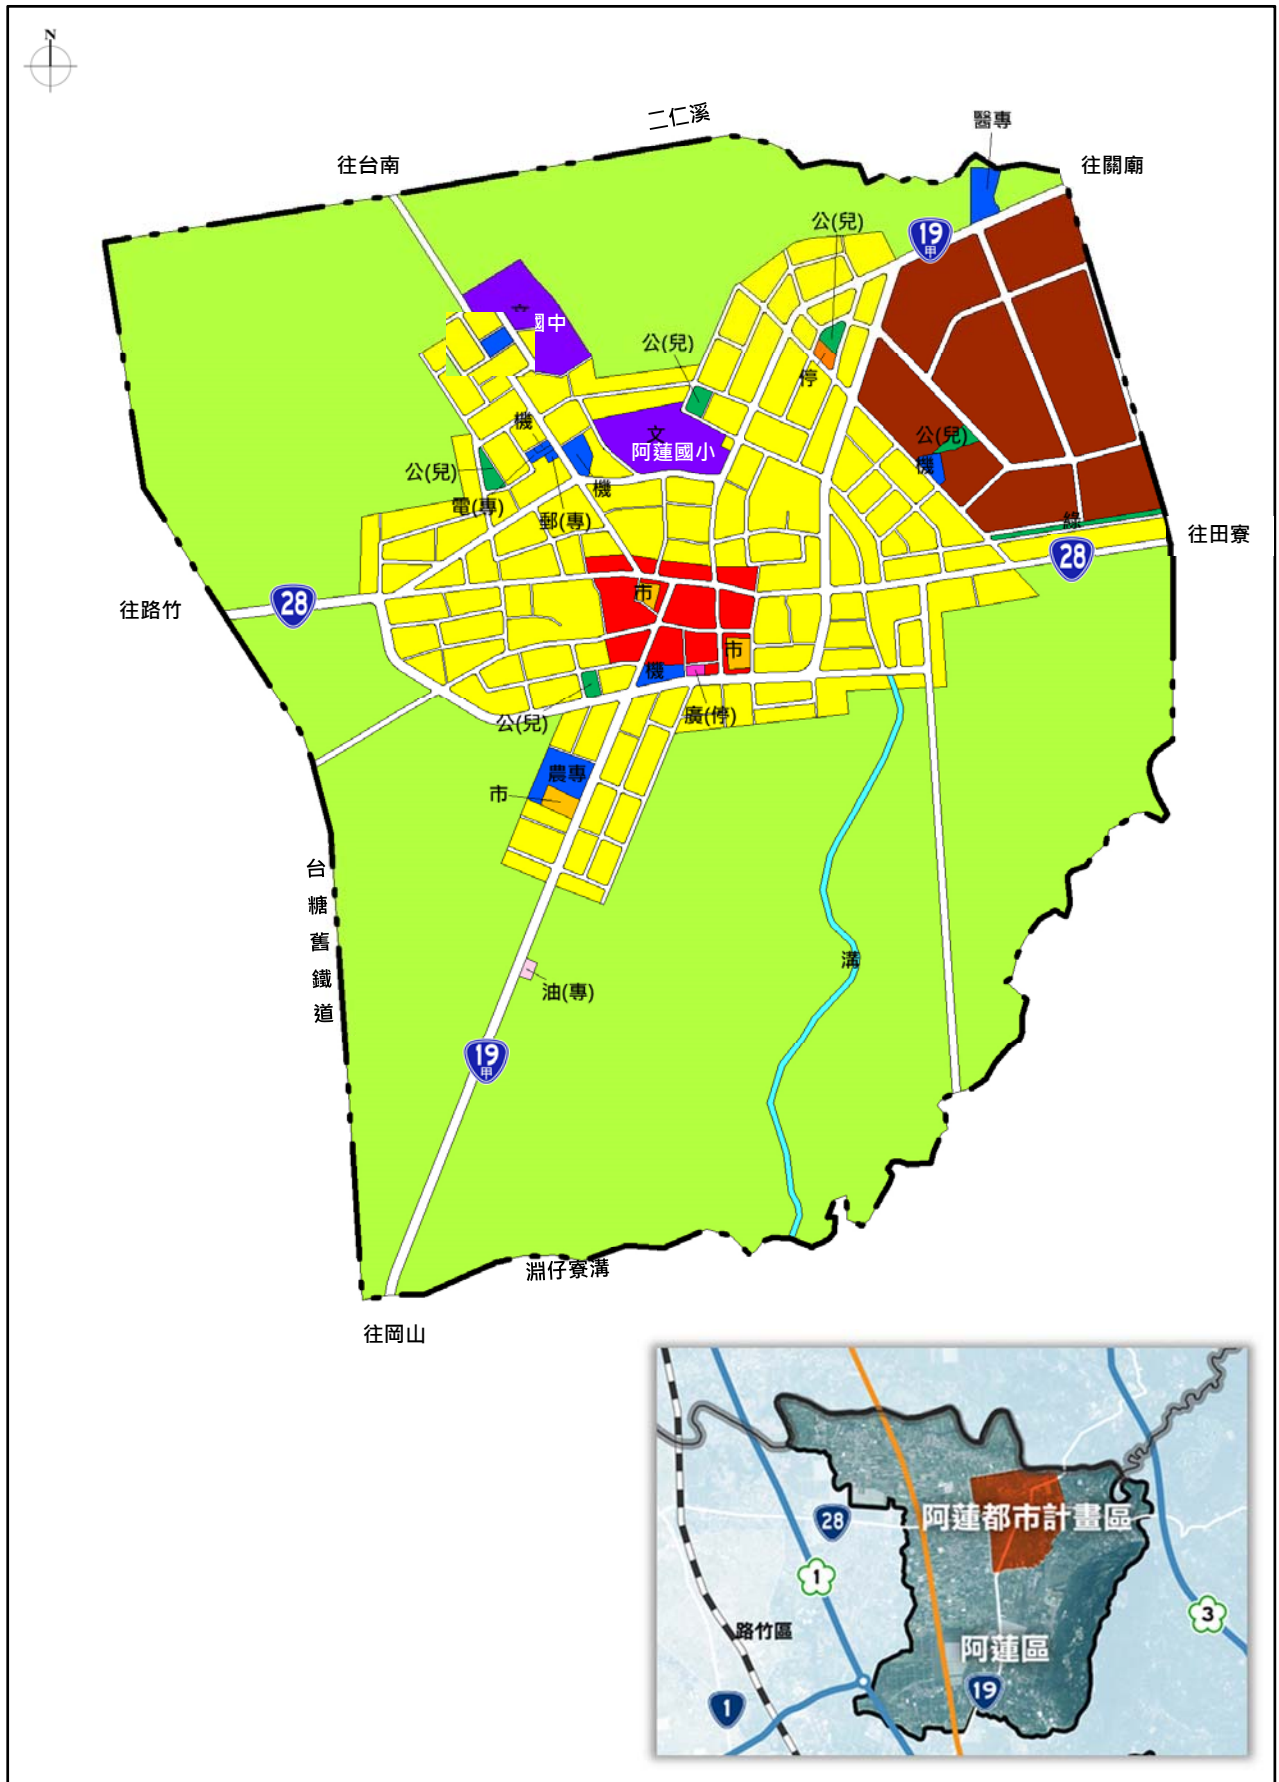 N
二仁溪
醫專
往台南
往關廟
公(兒)
19
甲
文
國中
公(兒)
停
機
文
阿蓮國小
公(兒)
機
公(兒)
機
電(專)
郵(專)
綠
往田寮
28
28
往路竹
市
市
機
公(兒)
廣(停)
農專
市
台糖舊鐵道
溝
油(專)
19
甲
淵仔寮溝
往岡山
阿蓮都市計畫區
28
1
3
路竹區
阿蓮區
19
1